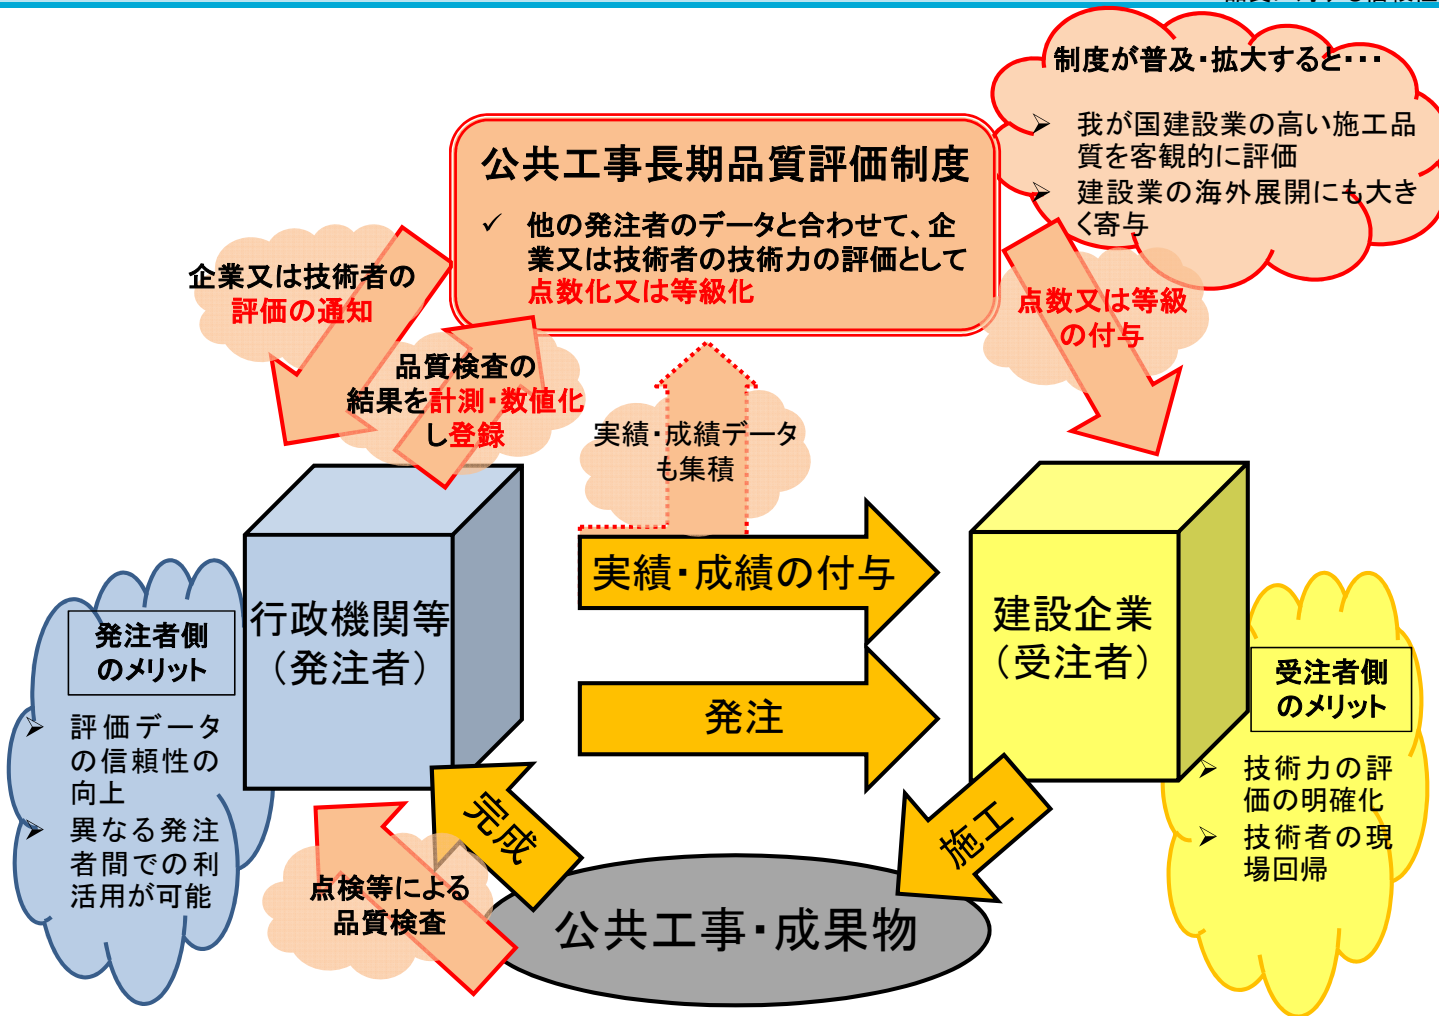 制度が普及・拡大すると・・・
➢ 我が国建設業の高い施工品
質を客観的に評価
➢ 建設業の海外展開にも大き
く寄与
公共工事長期品質評価制度
✓ 他の発注者のデータと合わせて、企
業又は技術者の技術力の評価として
点数化又は等級化
企業又は技術者の
評価の通知
品質検査の
結果を計測・数値化
し登録
実績・成績データ
も集積
点数又は等級
の付与
行政機関等
（発注者）
実績・成績の付与
発注
建設企業
（受注者）
発注者側
のメリット
➢ 評価データ
の信頼性の
向上
➢ 異なる発注
者間での利
活用が可能
受注者側
のメリット
➢ 技術力の評
価の明確化
➢ 技術者の現
場回帰
完成
施工
点検等による
品質検査
公共工事・成果物